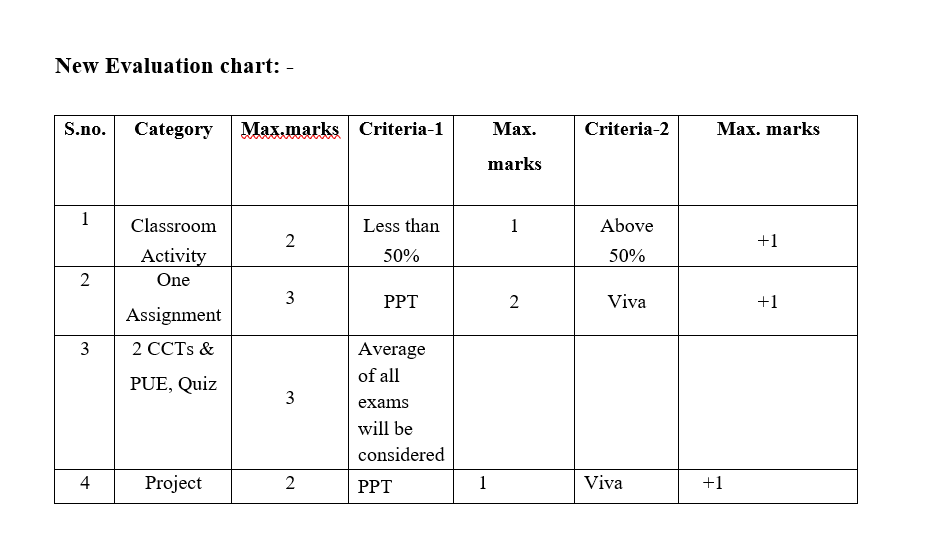 New Evaluation chart: -
S.no. Category Max.marks Criteria-1 Max. Criteria-2 Max. marks
marks
1 Classroom 2 Less than 1 Above +1
Activity 50% 50%
2 One 3 PPT 2 Viva +1
Assignment
3 2 CCTs & 3 Average
PUE, Quiz of all
exams
will be
considered
4 Project 2 PPT 1 Viva +1